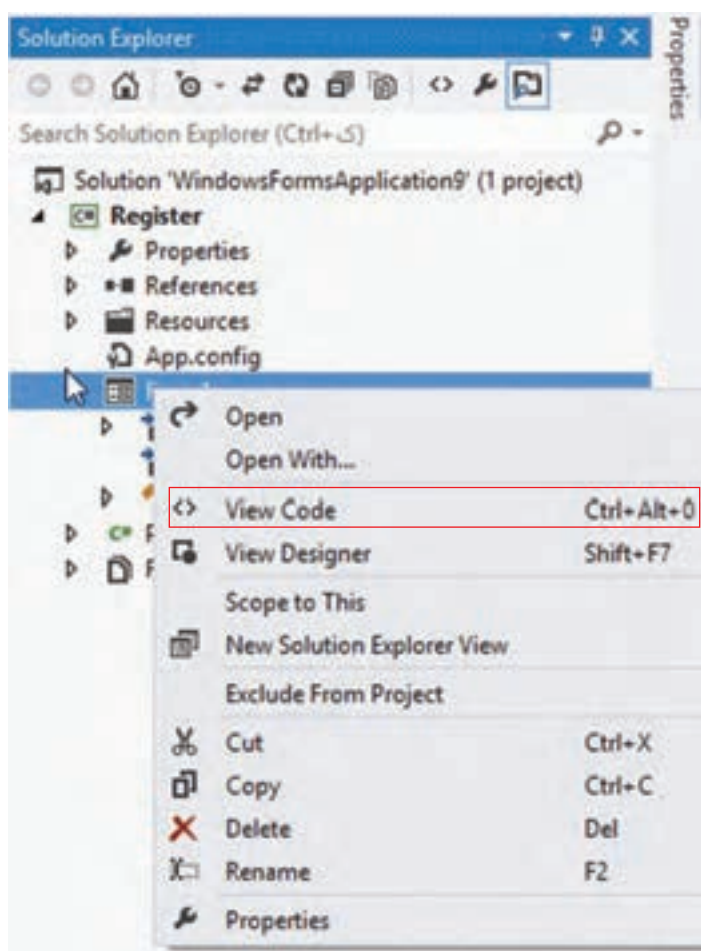 Solution Explorer
Properties
Search Solution Explorer (Ctrl+ک)
Solution 'WindowsFormsApplication9' (1 project)
C# Register
Properties
References
Resources
App.config
Open
Open With...
View Code Ctrl+Alt+0
C#
View Designer Shift+F7
Scope to This
New Solution Explorer View
Exclude From Project
Cut Ctrl+X
Copy Ctrl+C
Delete Del
Rename F2
Properties